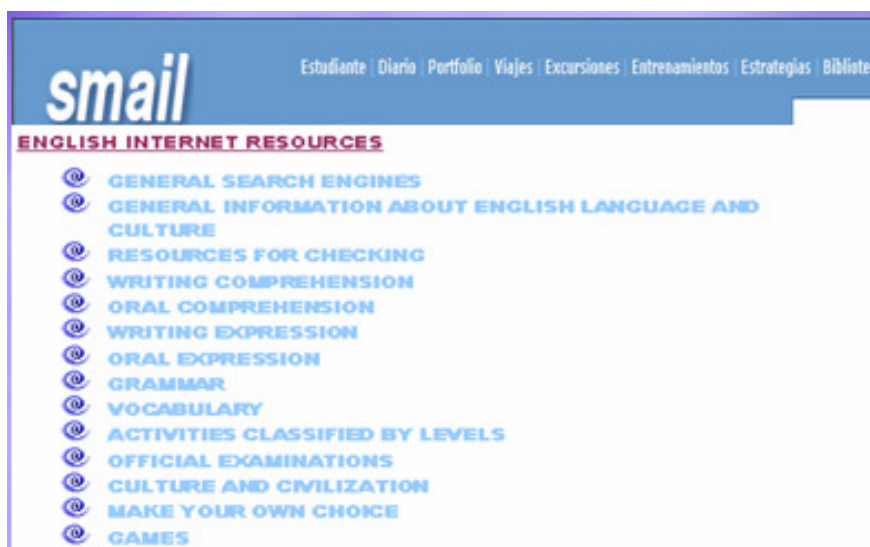 smail
Estudiante | Diario | Portfolio | Viajes | Excursiones | Entrenamientos | Estrategias |
ENGLISH INTERNET RESOURCES
GENERAL SEARCH ENGINES
GENERAL INFORMATION ABOUT ENGLISH LANGUAGE AND
CULTURE
RESOURCES FOR CHECKING
WRITING COMPREHENSION
ORAL COMPREHENSION
WRITING EXPRESSION
ORAL EXPRESSION
GRAMMAR
VOCABULARY
ACTIVITIES CLASSIFIED BY LEVELS
OFFICIAL EXAMINATIONS
CULTURE AND CIVILIZATION
MAKE YOUR OWN CHOICE
GAMES